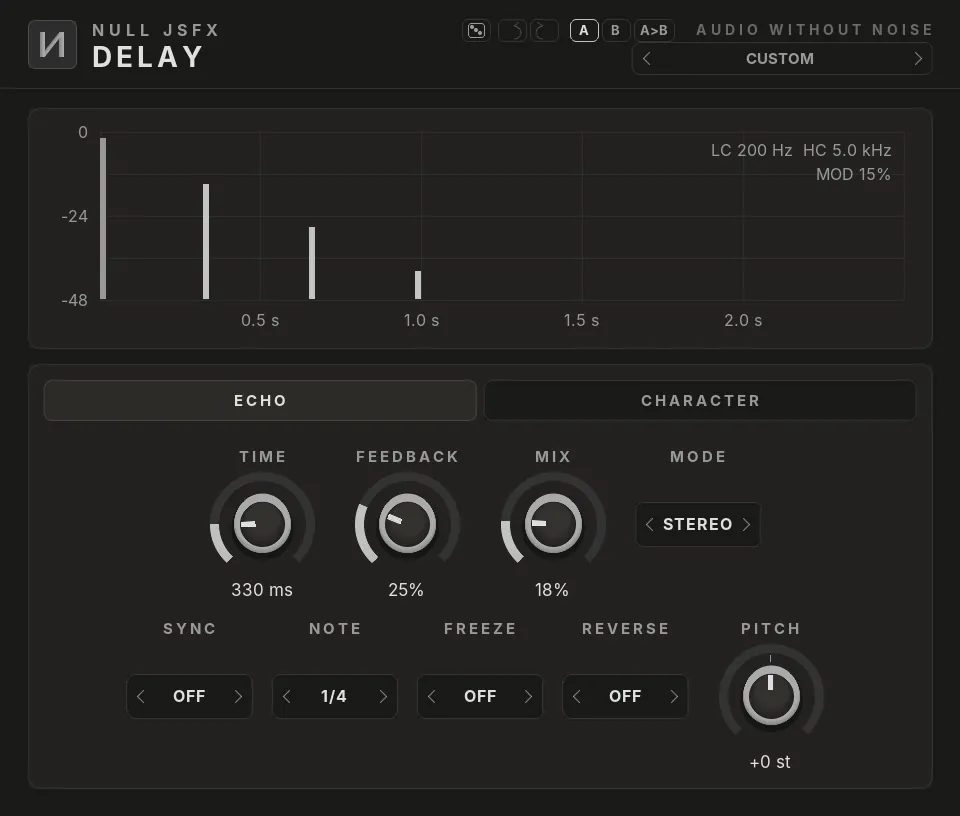 NULL JSFX
DELAY
A B A>B AUDIO WITHOUT NOISE
CUSTOM
0
LC 200 Hz HC 5.0 kHz
MOD 15%
-24
-48
0.5 s 1.0 s 1.5 s 2.0 s
ECHO CHARACTER
TIME FEEDBACK MIX MODE
STEREO
330 ms 25% 18%
SYNC NOTE FREEZE REVERSE PITCH
OFF 1/4 OFF OFF
+0 st